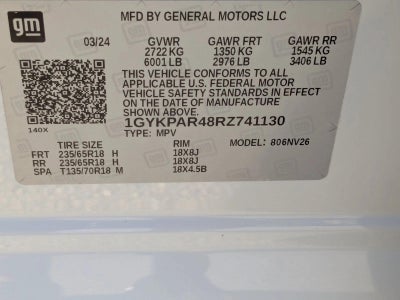 gm
MFD BY GENERAL MOTORS LLC
03/24 GVWR GAWR FRT GAWR RR
2722 KG 1350 KG 1545 KG
6001 LB 2976 LB 3406 LB
THIS VEHICLE CONFORMS TO ALL
APPLICABLE U.S. FEDERAL MOTOR
VEHICLE SAFETY STANDARDS IN EFFECT
ON THE DATE OF MANUFACTURE
SHOWN ABOVE.
140X 1GYKPAR48RZ741130
TYPE: MPV
TIRE SIZE RIM 806NV26
FRT 235/65R18 H 18X8J
RR 235/65R18 H 18X8J
SPA T135/70R18 M 18X4.5B